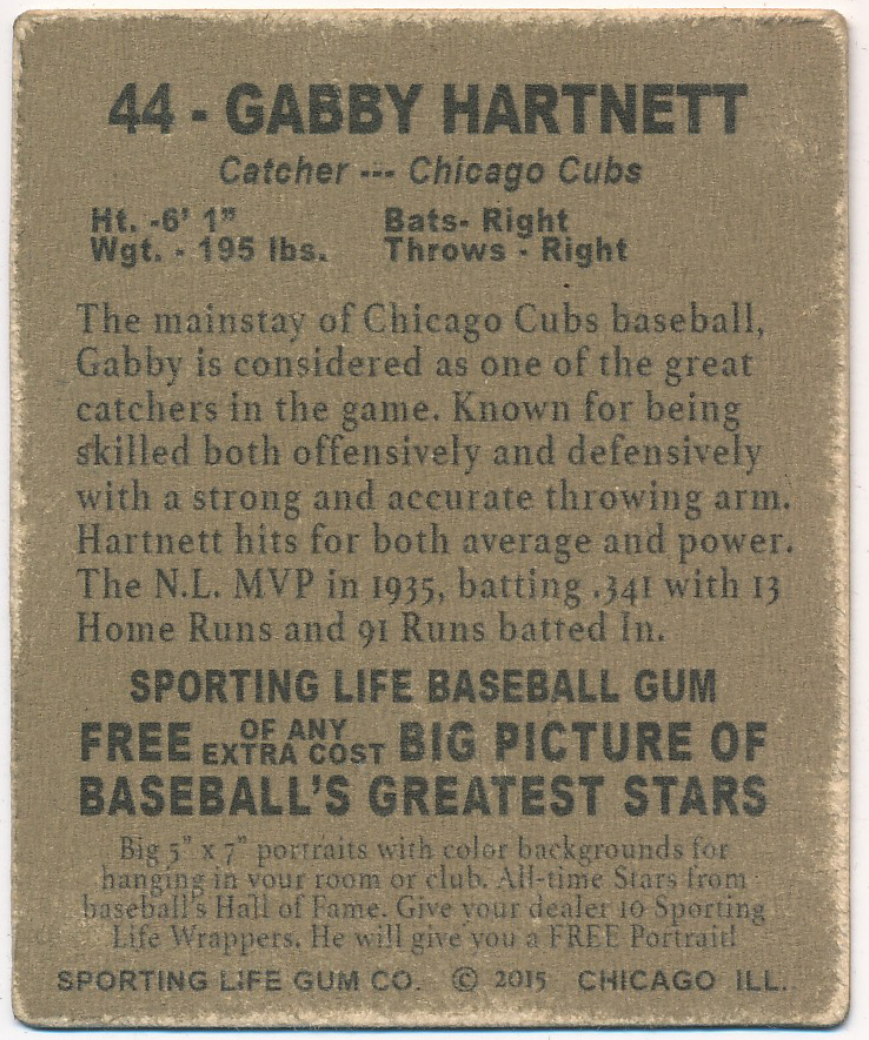 44 - GABBY HARTNETT
Catcher --- Chicago Cubs
Ht. -6' 1" Bats- Right
Wgt. - 195 lbs. Throws - Right
The mainstay of Chicago Cubs baseball,
Gabby is considered as one of the great
catchers in the game. Known for being
skilled both offensively and defensively
with a strong and accurate throwing arm.
Hartnett hits for both average and power.
The N.L. MVP in 1935, batting .341 with 13
Home Runs and 91 Runs batted In.
SPORTING LIFE BASEBALL GUM
FREE OF ANY EXTRA COST BIG PICTURE OF
BASEBALL'S GREATEST STARS
Big 5" x 7" portraits with color backgrounds for
hanging in your room or club. All-time Stars from
baseball's Hall of Fame. Give your dealer 10 Sporting
Life Wrappers. He will give you a FREE Portrait!
SPORTING LIFE GUM CO. © 2015 CHICAGO ILL.